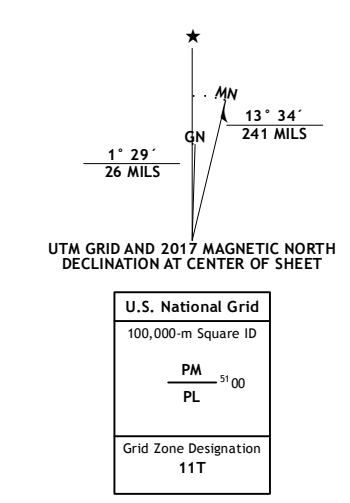 MN
GN
13° 34´
241 MILS
1° 29´
26 MILS
UTM GRID AND 2017 MAGNETIC NORTH
DECLINATION AT CENTER OF SHEET
U.S. National Grid
100,000-m Square ID
PM
5100
PL
Grid Zone Designation
11T